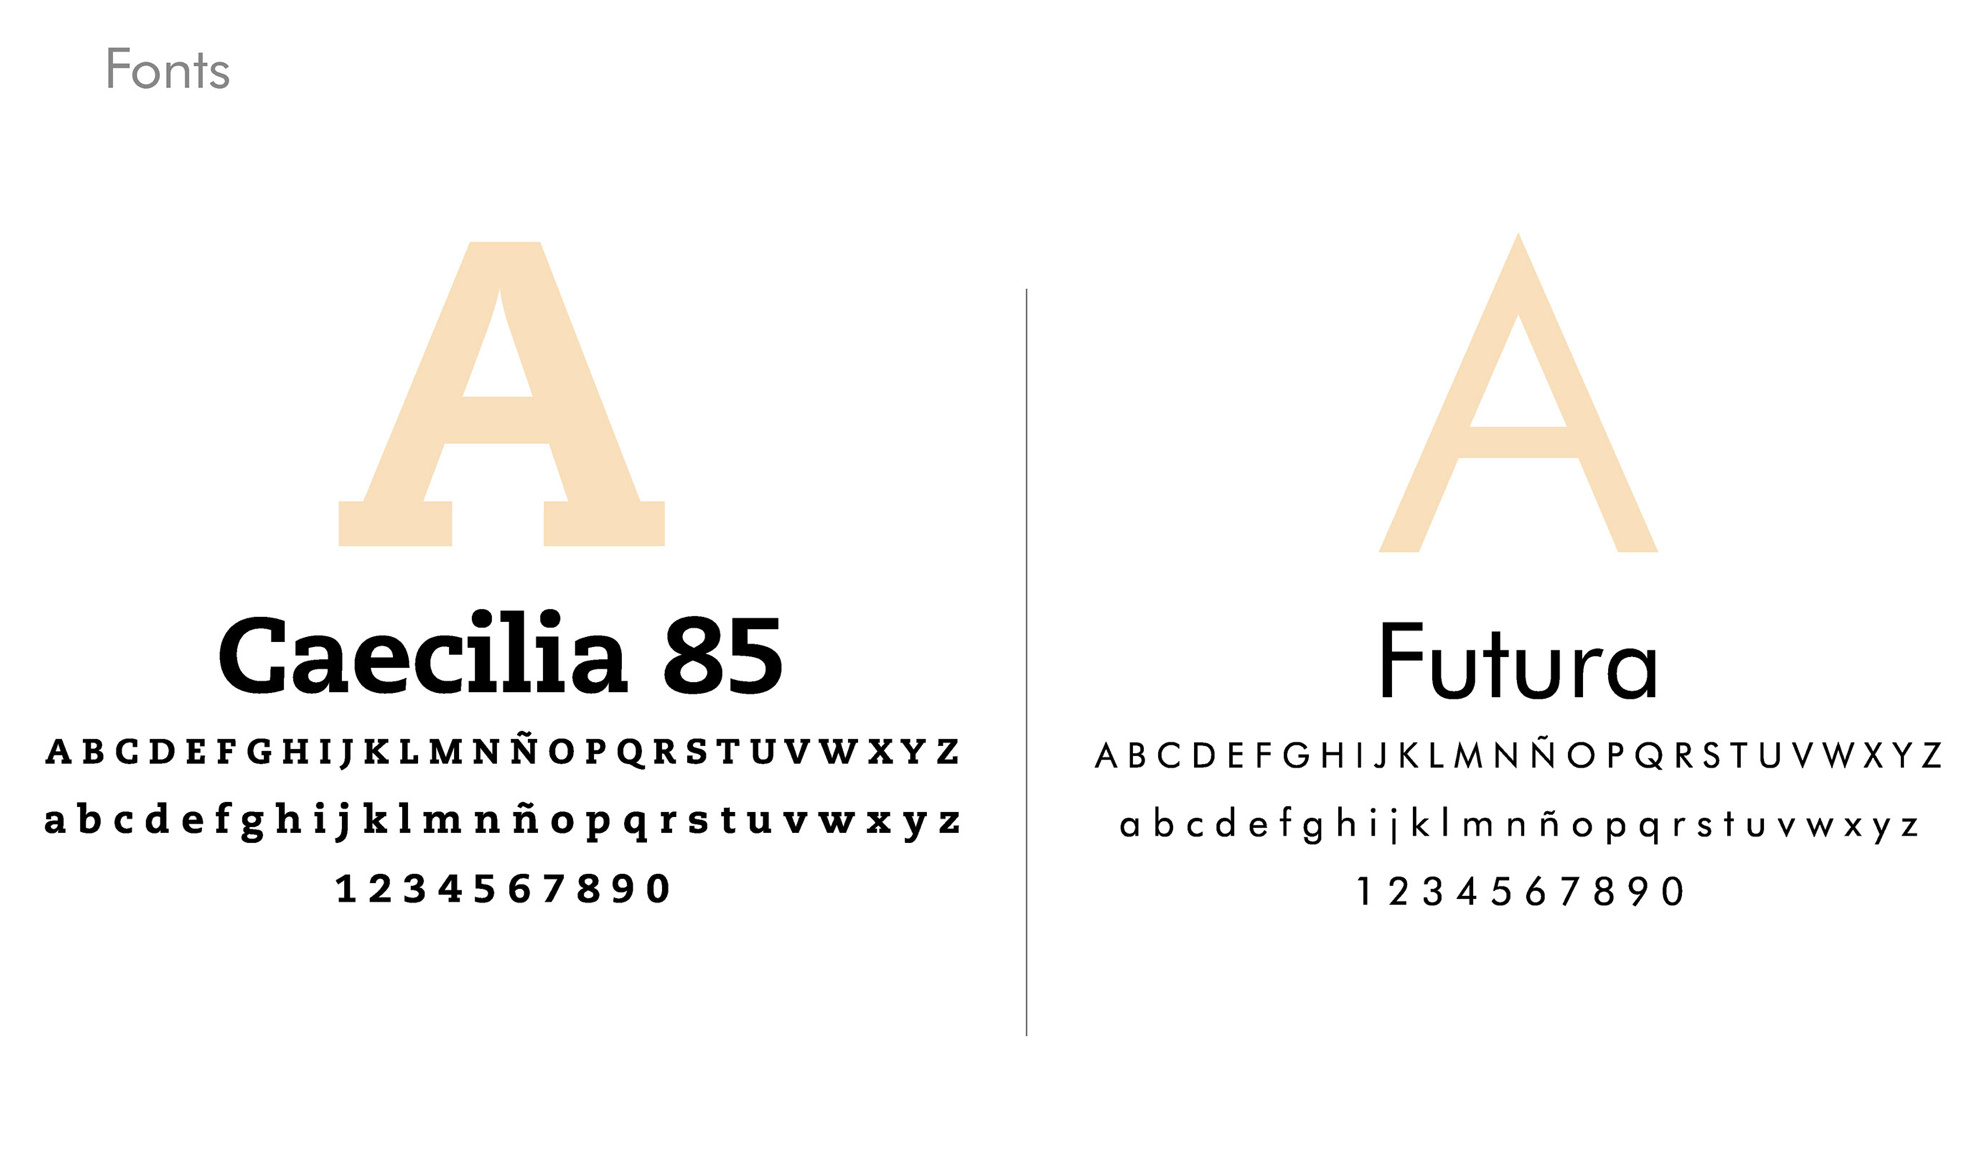 Fonts
A
Caecilia 85
A B C D E F G H I J K L M N Ñ O P Q R S T U V W X Y Z
a b c d e f g h i j k l m n ñ o p q r s t u v w x y z
1 2 3 4 5 6 7 8 9 0
A
Futura
A B C D E F G H I J K L M N Ñ O P Q R S T U V W X Y Z
a b c d e f g h i j k l m n ñ o p q r s t u v w x y z
1 2 3 4 5 6 7 8 9 0